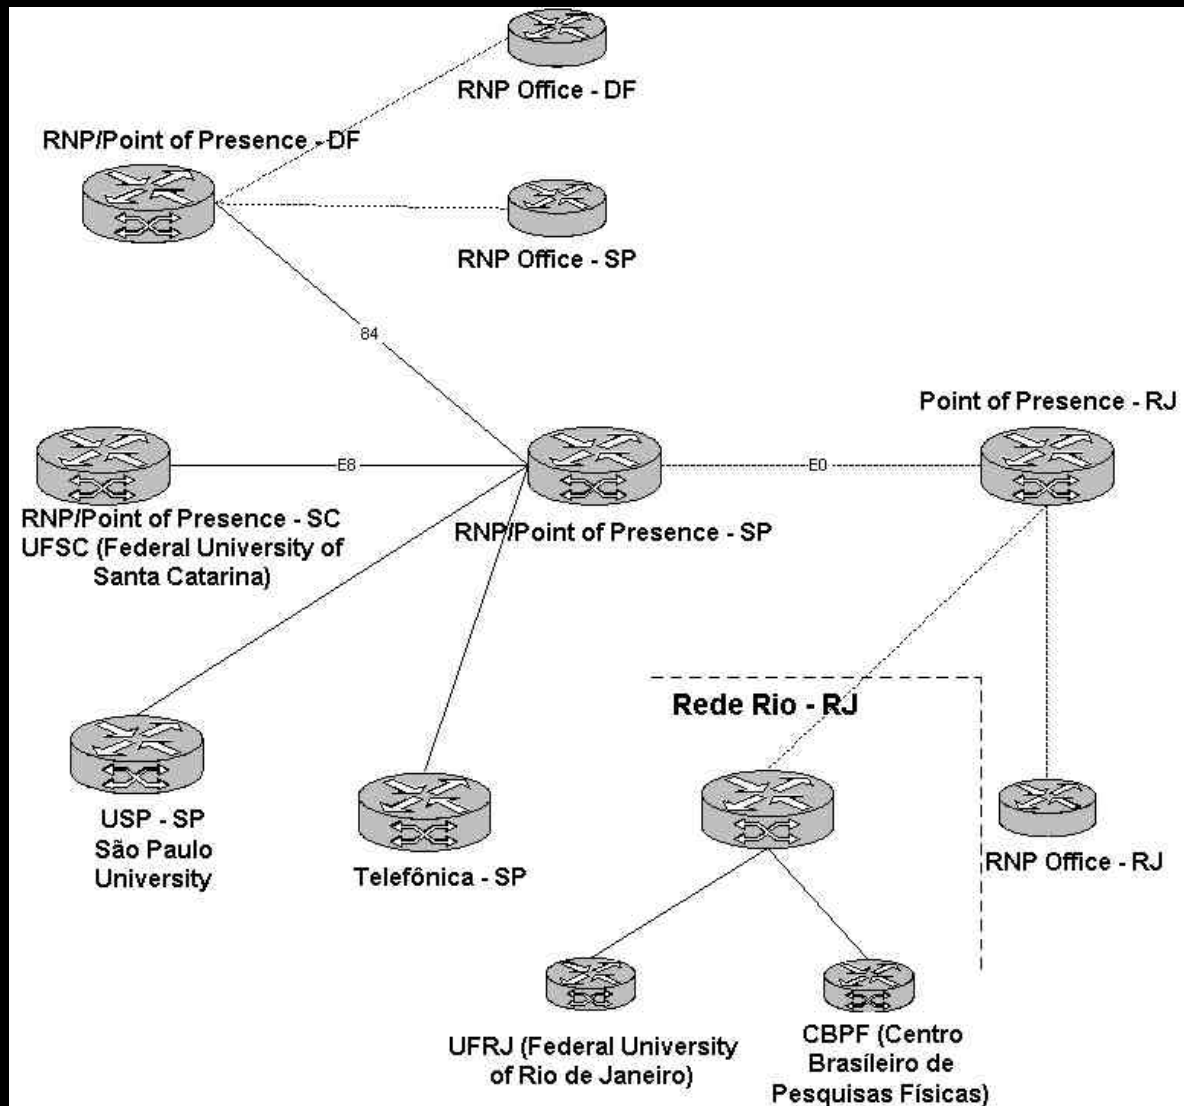 RNP Office - DF
RNP/Point of Presence - DF
RNP Office - SP
84
Point of Presence - RJ
E8
E0
RNP/Point of Presence - SC
UFSC (Federal University of
Santa Catarina)
RNP/Point of Presence - SP
Rede Rio - RJ
USP - SP
São Paulo
University
Telefônica - SP
RNP Office - RJ
UFRJ (Federal University
of Rio de Janeiro)
CBPF (Centro
Brasíleiro de
Pesquisas Físicas)